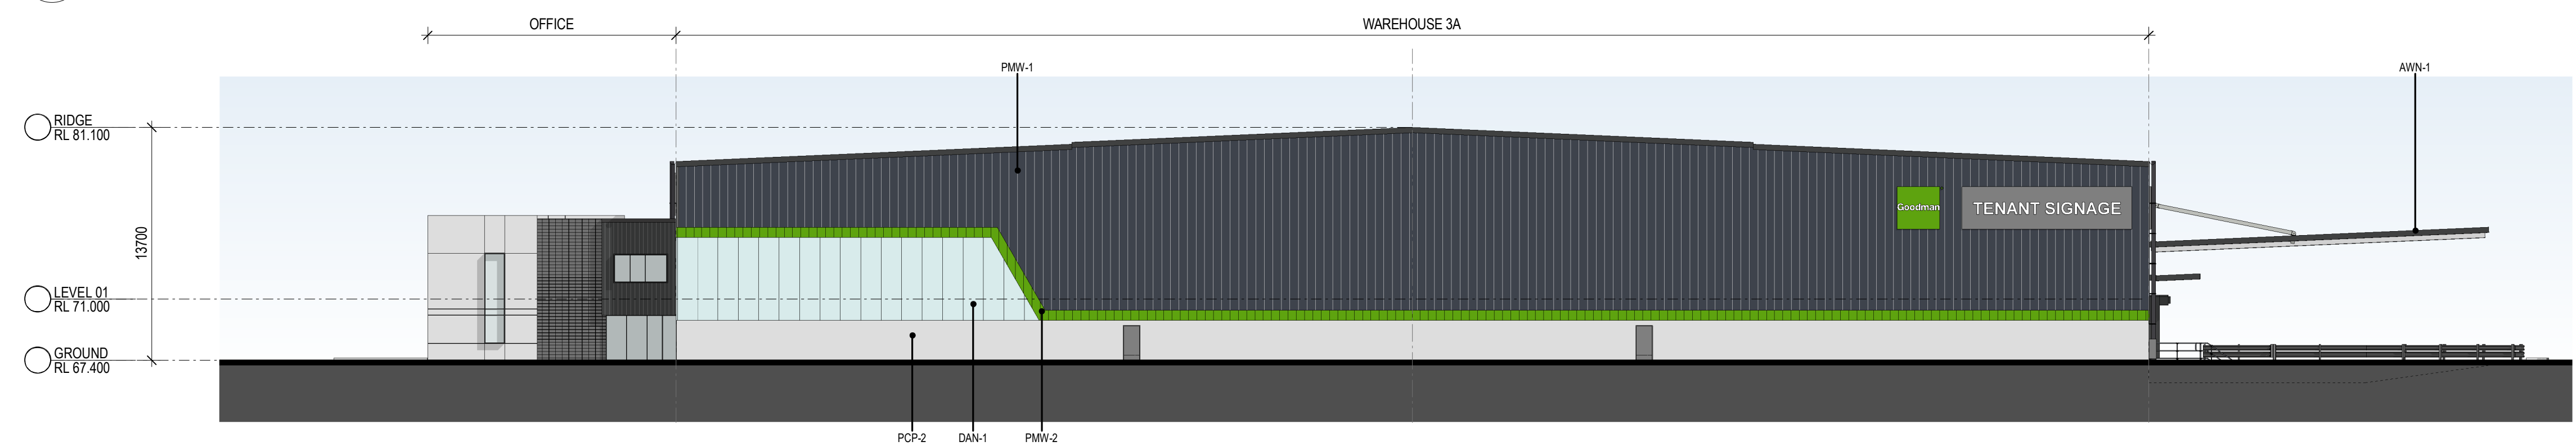 OFFICE
WAREHOUSE 3A
PMW-1
AWN-1
RIDGE
RL 81.100
13700
Goodman
TENANT SIGNAGE
LEVEL 01
RL 71.000
GROUND
RL 67.400
PCP-2
DAN-1
PMW-2